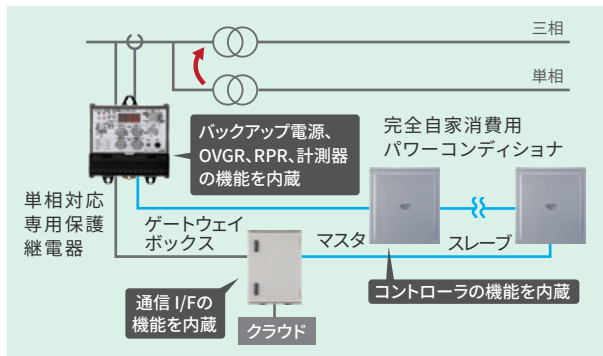 三相
単相
バックアップ電源、
OVGR、RPR、計測器
の機能を内蔵
完全自家消費用
パワーコンディショナ
単相対応
専用保護
継電器
ゲートウェイ
ボックス
マスタ
スレーブ
通信 I/Fの
機能を内蔵
コントローラの機能を内蔵
クラウド